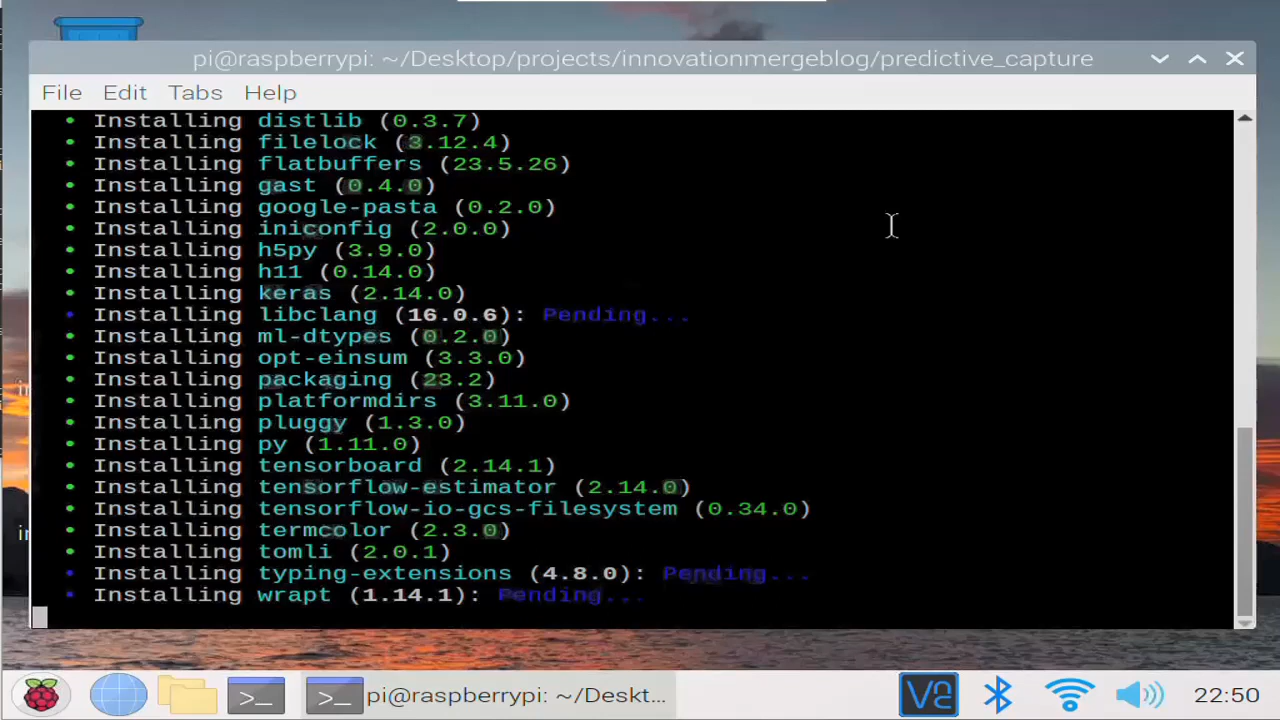 pi@raspberrypi: ~/Desktop/projects/innovationmergeblog/predictive_capture
File Edit Tabs Help
• Installing distlib (0.3.7)
• Installing filelock (3.12.4)
• Installing flatbuffers (23.5.26)
• Installing gast (0.4.0)
• Installing google-pasta (0.2.0)
• Installing iniconfig (2.0.0)
• Installing h5py (3.9.0)
• Installing h11 (0.14.0)
• Installing keras (2.14.0)
• Installing libclang (16.0.6): Pending...
• Installing ml-dtypes (0.2.0)
• Installing opt-einsum (3.3.0)
• Installing packaging (23.2)
• Installing platformdirs (3.11.0)
• Installing pluggy (1.3.0)
• Installing py (1.11.0)
• Installing tensorboard (2.14.1)
• Installing tensorflow-estimator (2.14.0)
• Installing tensorflow-io-gcs-filesystem (0.34.0)
• Installing termcolor (2.3.0)
• Installing tomli (2.0.1)
• Installing typing-extensions (4.8.0): Pending...
• Installing wrapt (1.14.1): Pending...
>_ >_ pi@raspberrypi: ~/Deskt... V2 22:50